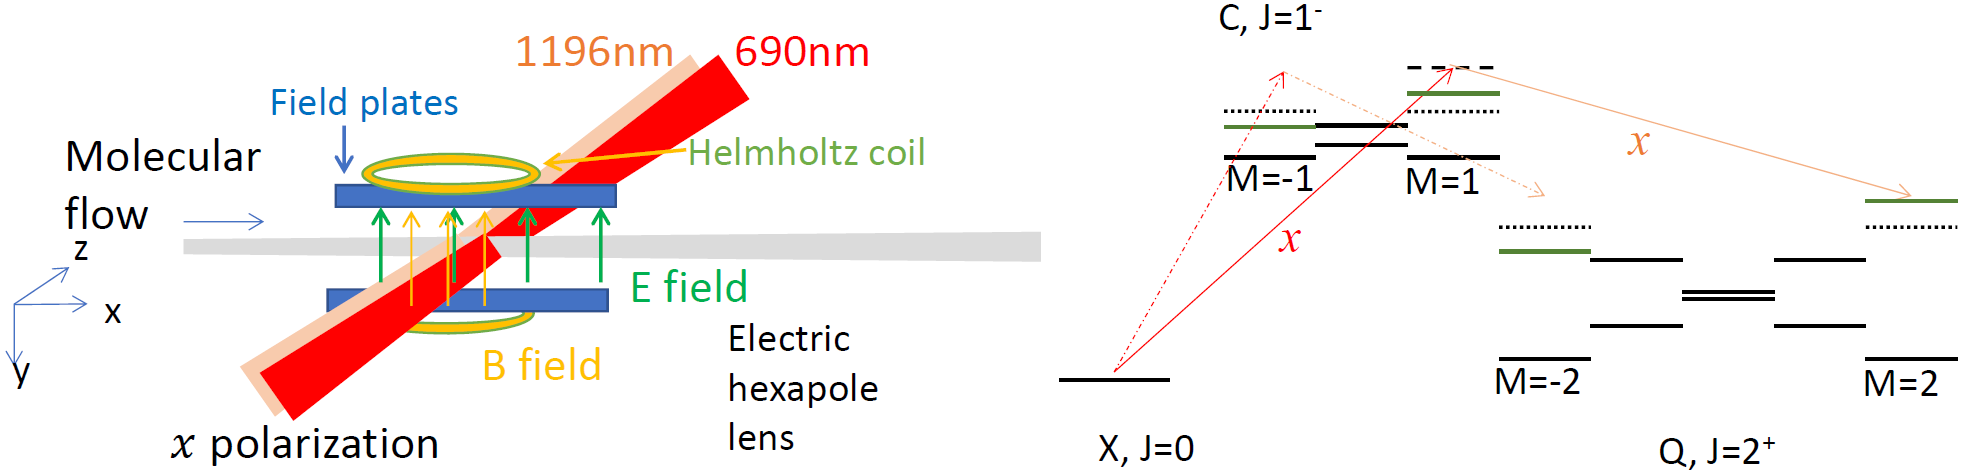 1196nm
690nm
Field plates
Molecular
flow
Helmholtz coil
z
x
y
E field
B field
Electric
hexapole
lens
x polarization
C, J=1⁻
M=-1
M=1
x
x
M=-2
M=2
X, J=0
Q, J=2⁺